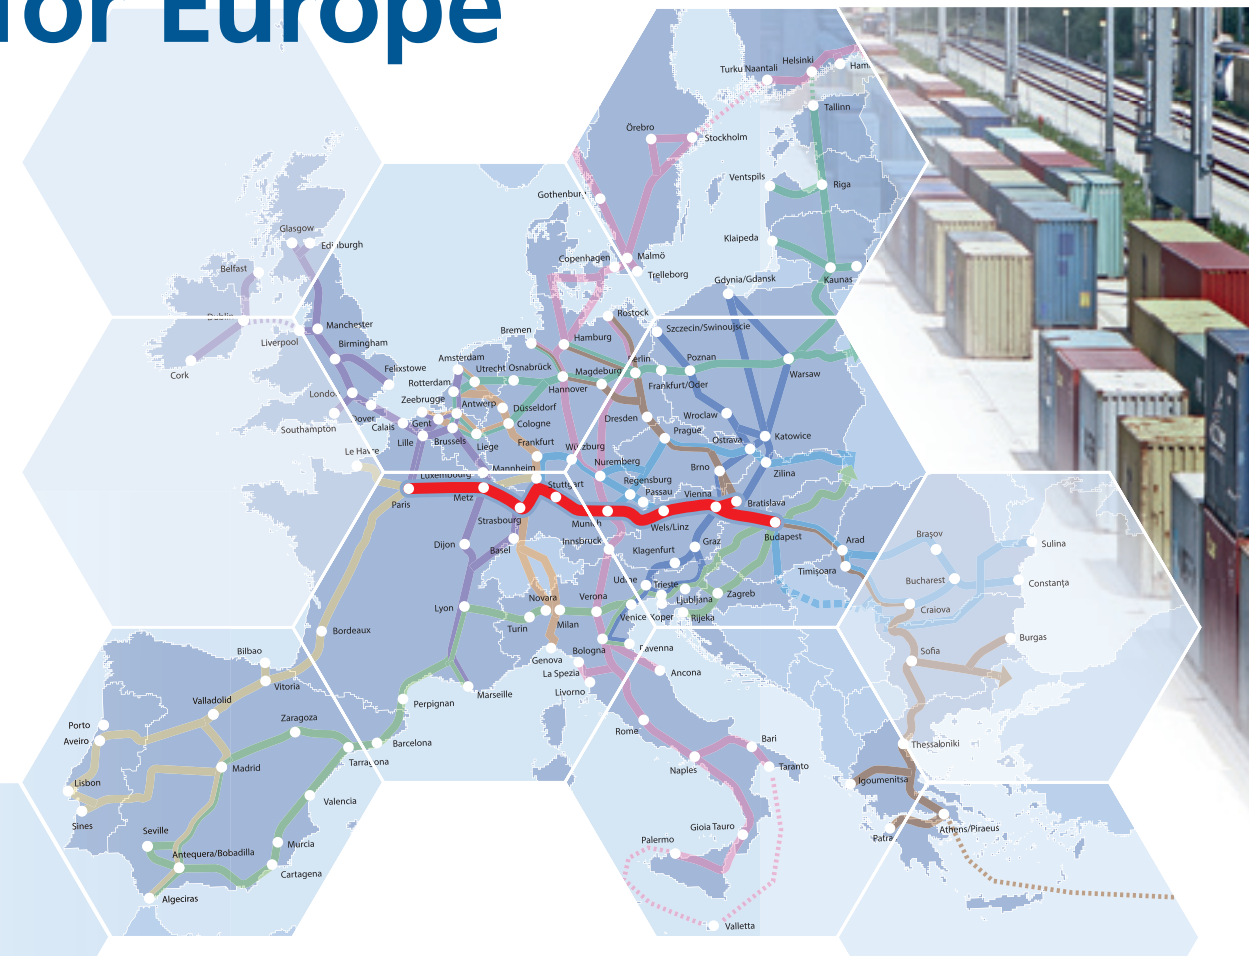 for Europe
Helsinki
Turku Naantali
Ham
Tallinn
Örebro
Stockholm
Ventspils
Riga
Gothenburg
Glasgow
Edinburgh
Klaipeda
Copenhagen
Malmö
Belfast
Trelleborg
Gdynia/Gdansk
Kaunas
Dublin
Rostock
Manchester
Szczecin/Swinoujscie
Bremen
Hamburg
Liverpool
Birmingham
Amsterdam
Berlin
Poznan
Cork
Felixstowe
Utrecht
Osnabrück
Magdeburg
Warsaw
Rotterdam
Hannover
Frankfurt/Oder
London
Zeebrugge
Antwerp
Düsseldorf
Dover
Dresden
Wroclaw
Southampton
Calais
Gent
Cologne
Prague
Katowice
Lille
Brussels
Liège
Frankfurt
Würzburg
Ostrava
Le Havre
Nuremberg
Brno
Zilina
Luxembourg
Mannheim
Regensburg
Stuttgart
Passau
Vienna
Metz
Bratislava
Paris
Strasbourg
Munich
Wels/Linz
Budapest
Dijon
Basel
Innsbruck
Graz
Arad
Brașov
Sulina
Klagenfurt
Timișoara
Udine
Trieste
Bucharest
Constanța
Novara
Verona
Ljubljana
Zagreb
Lyon
Craiova
Turin
Milan
Venice
Koper
Rijeka
Bordeaux
Burgas
Bilbao
Genova
Bologna
Ravenna
Sofia
La Spezia
Ancona
Vitoria
Livorno
Marseille
Valladolid
Perpignan
Porto
Zaragoza
Rome
Aveiro
Barcelona
Bari
Thessaloniki
Madrid
Tarragona
Naples
Taranto
Lisbon
Igoumenitsa
Valencia
Sines
Seville
Gioia Tauro
Athens/Piraeus
Murcia
Palermo
Patra
Antequera/Bobadilla
Cartagena
Algeciras
Valletta